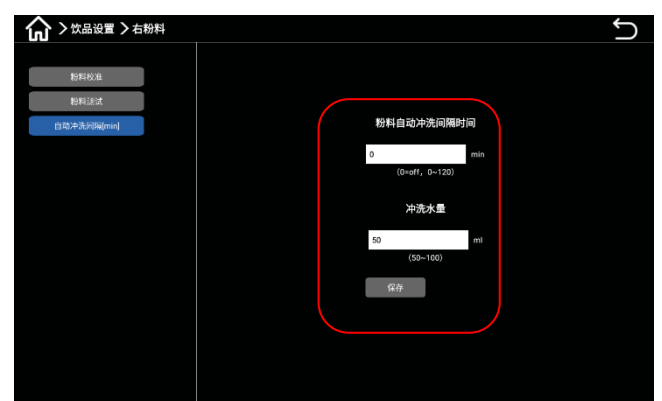 > 饮品设置 > 右粉料
粉料校准
粉料测试
自动冲洗间隔[min]
粉料自动冲洗间隔时间
0 min
(0=off, 0~120)
冲洗水量
50 ml
(50~100)
保存